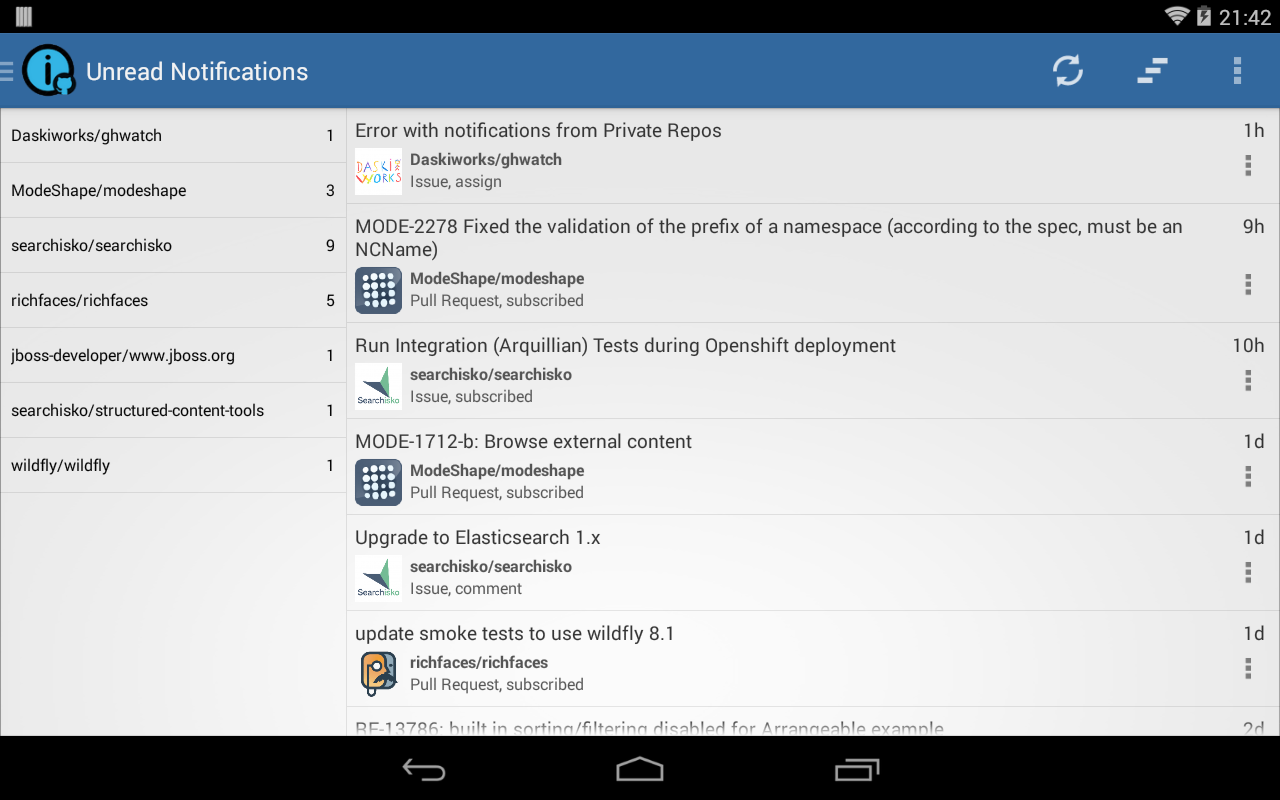 21:42
Unread Notifications
Daskiworks/ghwatch 1
ModeShape/modeshape 3
searchisko/searchisko 9
richfaces/richfaces 5
jboss-developer/www.jboss.org 1
searchisko/structured-content-tools 1
wildfly/wildfly 1
Error with notifications from Private Repos 1h
DASKI
WORKS
Daskiworks/ghwatch
Issue, assign
MODE-2278 Fixed the validation of the prefix of a namespace (according to the spec, must be an 9h
NCName)
ModeShape/modeshape
Pull Request, subscribed
Run Integration (Arquillian) Tests during Openshift deployment 10h
Searchisko
searchisko/searchisko
Issue, subscribed
MODE-1712-b: Browse external content 1d
ModeShape/modeshape
Pull Request, subscribed
Upgrade to Elasticsearch 1.x 1d
Searchisko
searchisko/searchisko
Issue, comment
update smoke tests to use wildfly 8.1 1d
richfaces/richfaces
Pull Request, subscribed
RF-13786: built in sorting/filtering disabled for Arrangeable example 2d